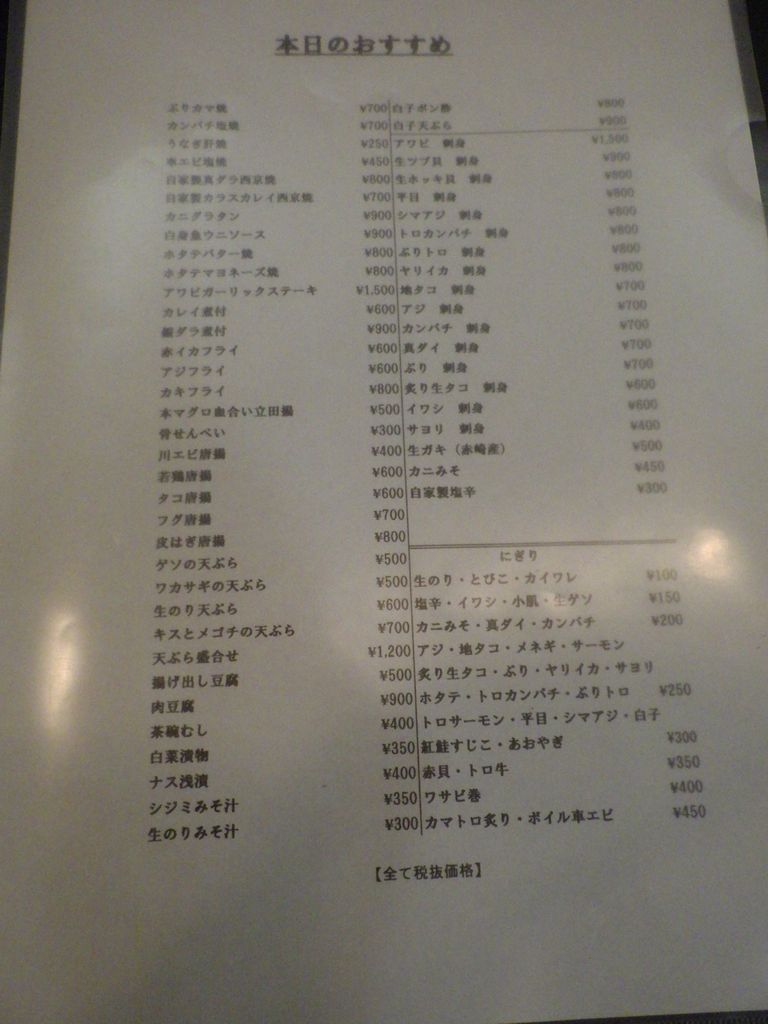 本日のおすすめ
ぶりカマ焼 ¥700
カンパチ塩焼 ¥700
うなぎ肝焼 ¥250
車エビ塩焼 ¥450
自家製真ダラ西京焼 ¥800
自家製カラスカレイ西京焼 ¥700
カニグラタン ¥900
白身魚ウニソース ¥900
ホタテバター焼 ¥800
ホタテマヨネーズ焼 ¥800
アワビガーリックステーキ ¥1,500
カレイ煮付 ¥600
銀ダラ煮付 ¥900
赤イカフライ ¥600
アジフライ ¥600
カキフライ ¥800
本マグロ血合い立田揚 ¥500
骨せんべい ¥300
川エビ唐揚 ¥400
若鶏唐揚 ¥600
タコ唐揚 ¥600
フグ唐揚 ¥700
皮はぎ唐揚 ¥800
ゲソの天ぷら ¥500
ワカサギの天ぷら ¥500
生のり天ぷら ¥600
キスとメゴチの天ぷら ¥700
天ぷら盛合せ ¥1,200
揚げ出し豆腐 ¥500
肉豆腐 ¥900
茶碗むし ¥400
白菜漬物 ¥350
ナス浅漬 ¥400
シジミみそ汁 ¥350
生のりみそ汁 ¥300
白子ポン酢 ¥800
白子天ぷら ¥900
アワビ 刺身 ¥1,500
生ツブ貝 刺身 ¥900
生ホッキ貝 刺身 ¥800
平目 刺身 ¥800
シマアジ 刺身 ¥800
トロカンパチ 刺身 ¥800
ぶりトロ 刺身 ¥800
ヤリイカ 刺身 ¥800
地タコ 刺身 ¥700
アジ 刺身 ¥700
カンパチ 刺身 ¥700
真ダイ 刺身 ¥700
ぶり 刺身 ¥700
炙り生タコ 刺身 ¥600
イワシ 刺身 ¥600
サヨリ 刺身 ¥400
生ガキ（赤崎産） ¥500
カニみそ ¥450
自家製塩辛 ¥300
にぎり
生のり・とびこ・カイワレ ¥100
塩辛・イワシ・小肌・生ゲソ ¥150
カニみそ・真ダイ・カンパチ ¥200
アジ・地タコ・メネギ・サーモン
炙り生タコ・ぶり・ヤリイカ・サヨリ
ホタテ・トロカンパチ・ぶりトロ ¥250
トロサーモン・平目・シマアジ・白子
紅鮭すじこ・あおやぎ ¥300
赤貝・トロ牛 ¥350
ワサビ巻 ¥400
カマトロ炙り・ボイル車エビ ¥450
【全て税抜価格】